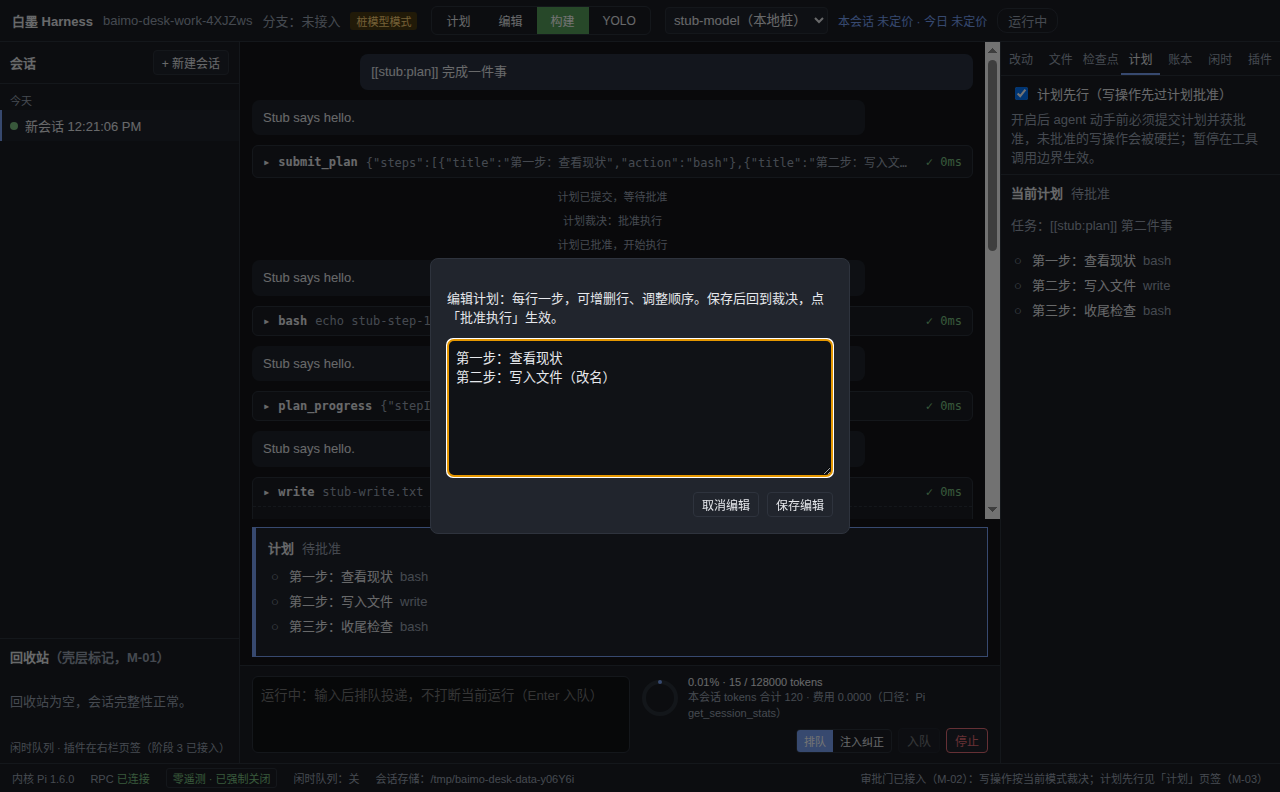 白墨 Harness baimo-desk-work-4XJZws 分支：未接入 桩模型模式 计划 编辑 构建 YOLO stub-model（本地桩） 本会话 未定价 · 今日 未定价 运行中
会话 + 新建会话
今天
新会话 12:21:06 PM
回收站（壳层标记，M-01）
回收站为空，会话完整性正常。
闲时队列 · 插件在右栏页签（阶段 3 已接入）
[[stub:plan]] 完成一件事
Stub says hello.
▸ submit_plan {"steps":[{"title":"第一步：查看现状","action":"bash"},{"title":"第二步：写入文… ✓ 0ms
计划已提交，等待批准
计划裁决：批准执行
计划已批准，开始执行
Stub says hello.
▸ bash echo stub-step-1 ✓ 0ms
Stub says hello.
▸ plan_progress {"stepI ✓ 0ms
Stub says hello.
▸ write stub-write.txt ✓ 0ms
编辑计划：每行一步，可增删行、调整顺序。保存后回到裁决，点
「批准执行」生效。
第一步：查看现状
第二步：写入文件（改名）
取消编辑 保存编辑
计划 待批准
○ 第一步：查看现状 bash
○ 第二步：写入文件 write
○ 第三步：收尾检查 bash
运行中：输入后排队投递，不打断当前运行（Enter 入队）
0.01% · 15 / 128000 tokens
本会话 tokens 合计 120 · 费用 0.0000（口径：Pi
get_session_stats）
排队 注入纠正 入队 停止
改动 文件 检查点 计划 账本 闲时 插件
计划先行（写操作先过计划批准）
开启后 agent 动手前必须提交计划并获批
准，未批准的写操作会被硬拦；暂停在工具
调用边界生效。
当前计划 待批准
任务：[[stub:plan]] 第二件事
○ 第一步：查看现状 bash
○ 第二步：写入文件 write
○ 第三步：收尾检查 bash
内核 Pi 1.6.0 RPC 已连接 零遥测 · 已强制关闭 闲时队列：关 会话存储：/tmp/baimo-desk-data-y06Y6i 审批门已接入（M-02）：写操作按当前模式裁决；计划先行见「计划」页签（M-03）